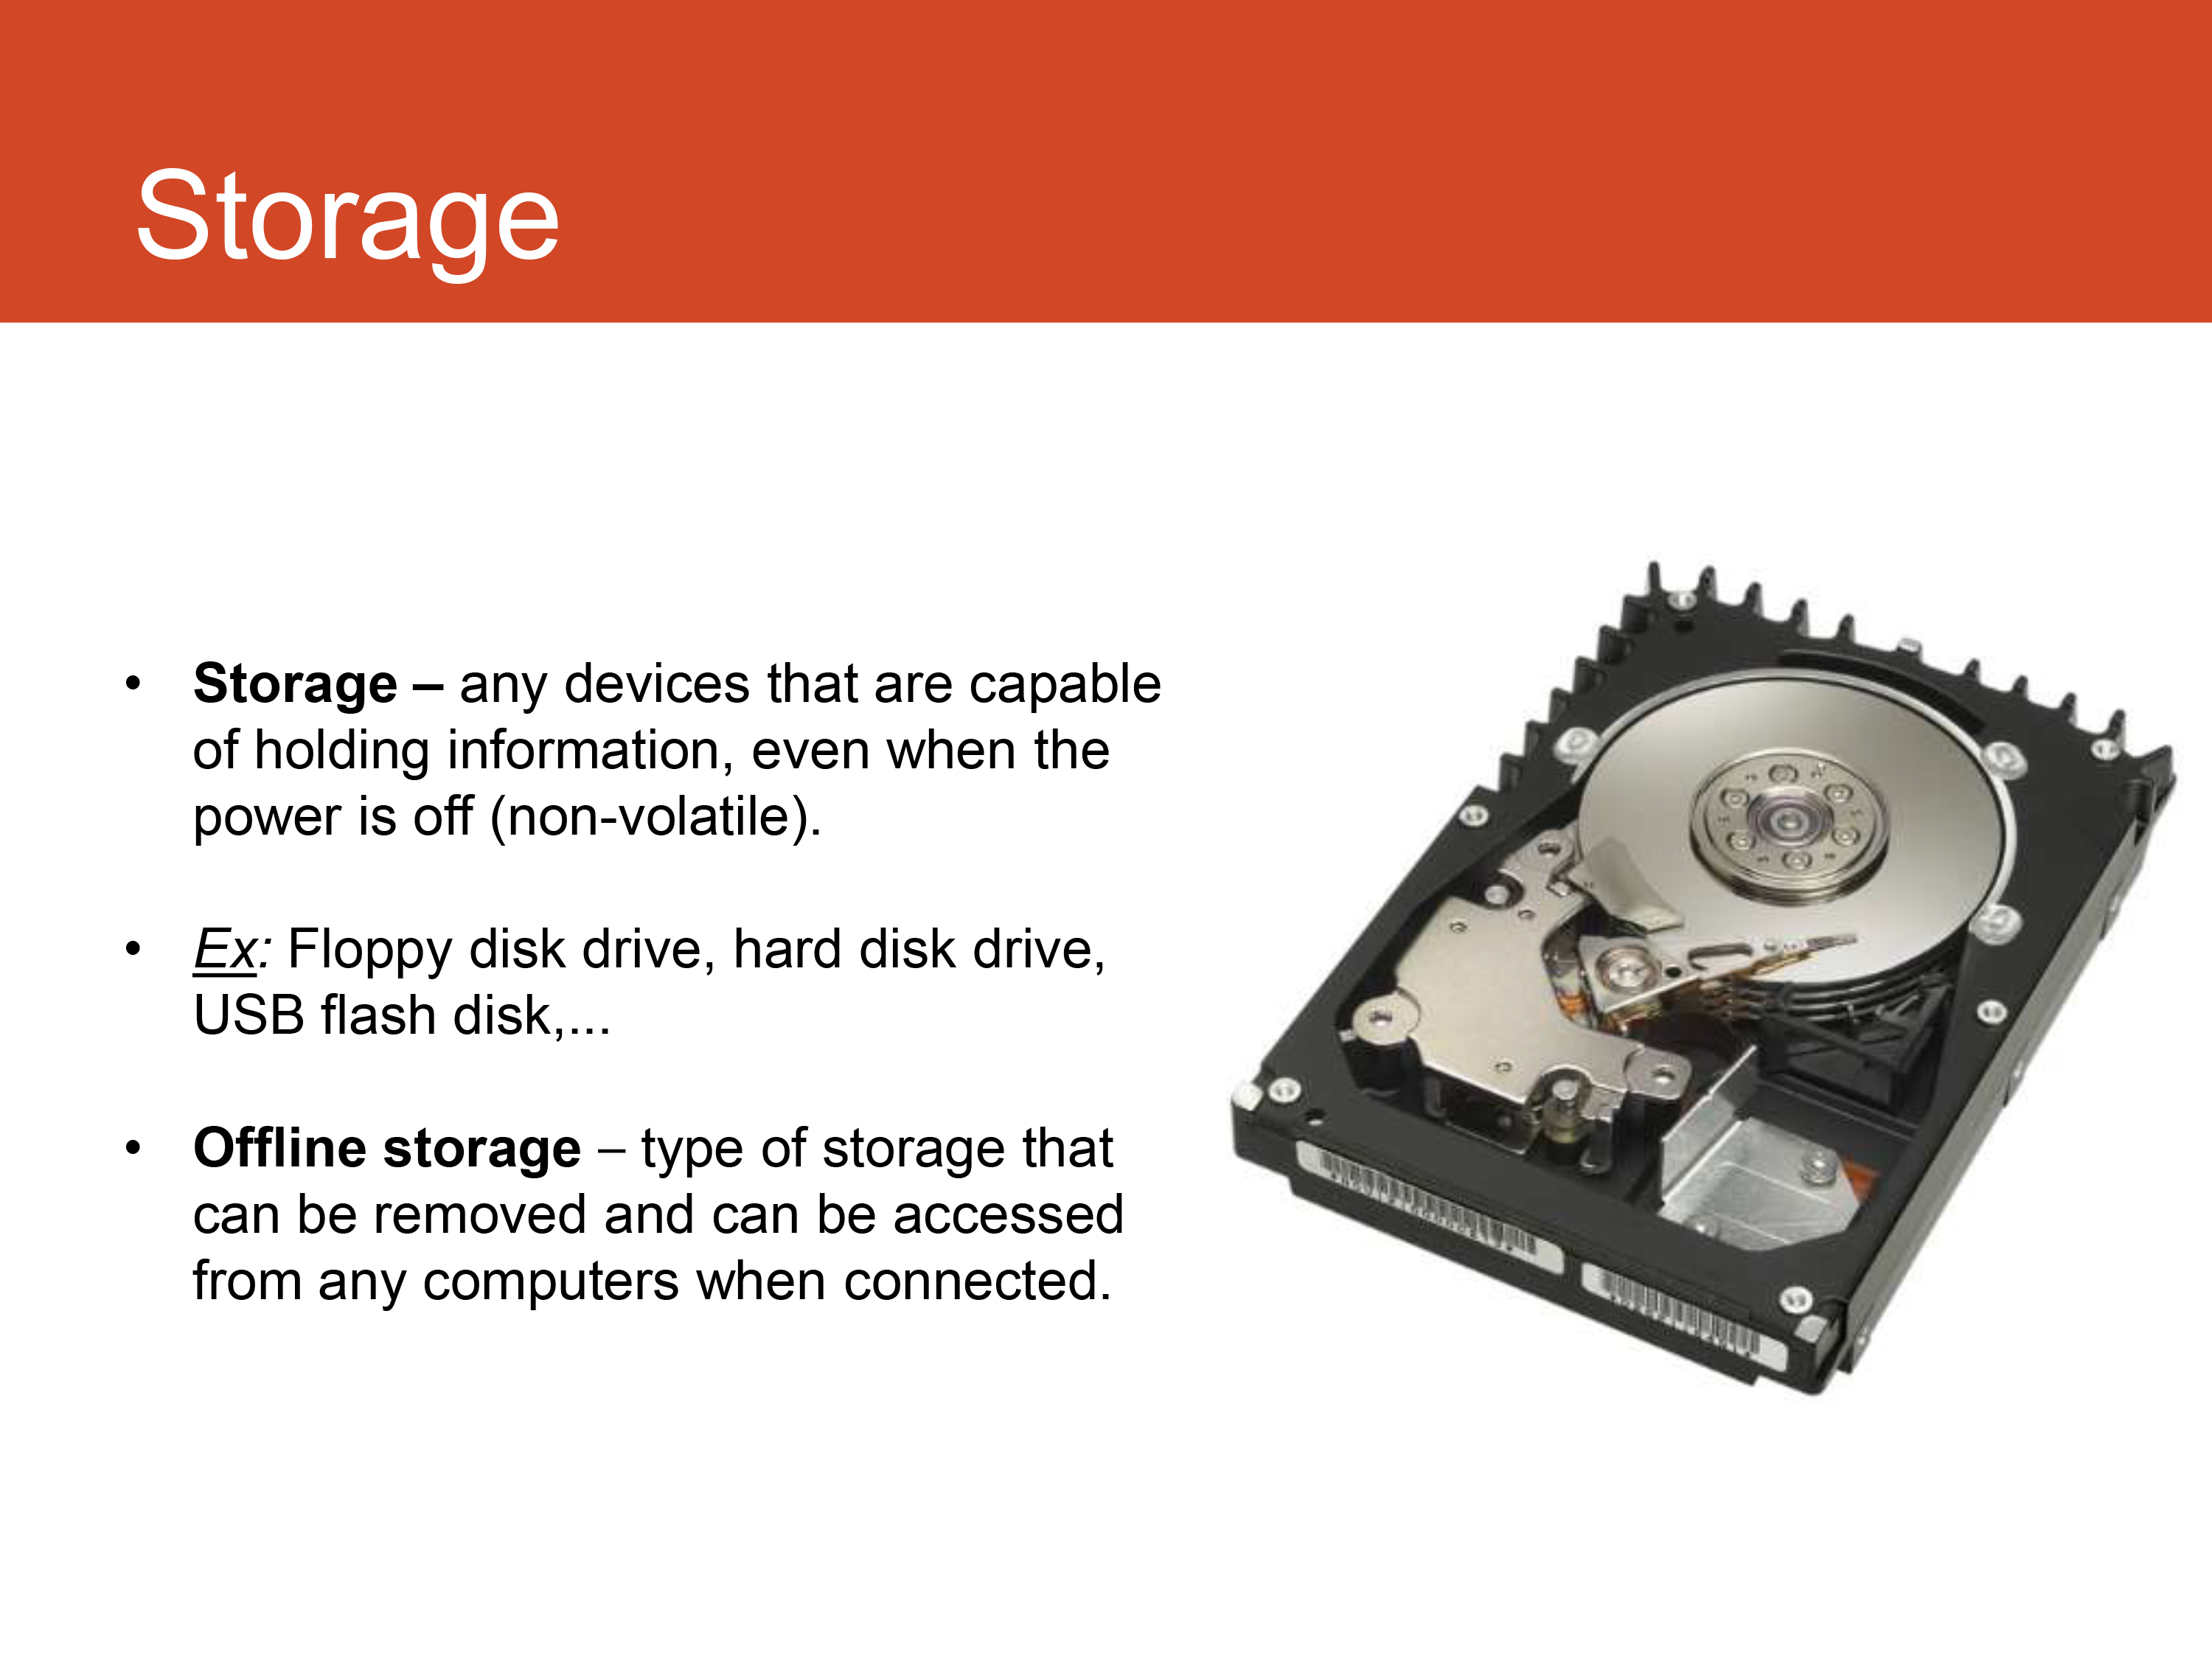 Storage
• Storage – any devices that are capable
of holding information, even when the
power is off (non-volatile).
• Ex: Floppy disk drive, hard disk drive,
USB flash disk,...
• Offline storage – type of storage that
can be removed and can be accessed
from any computers when connected.